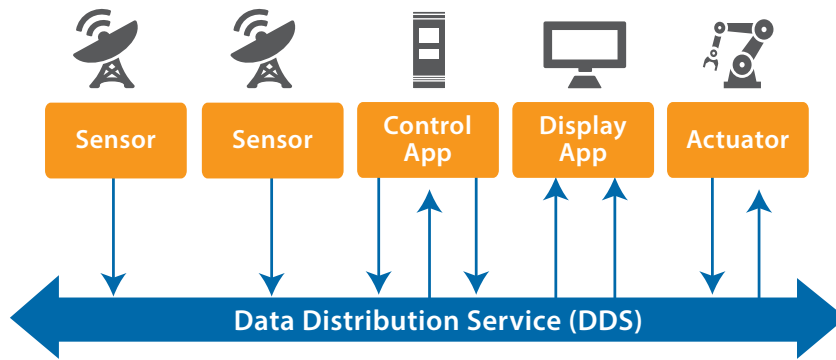 Sensor
Sensor
Control
App
Display
App
Actuator
Data Distribution Service (DDS)